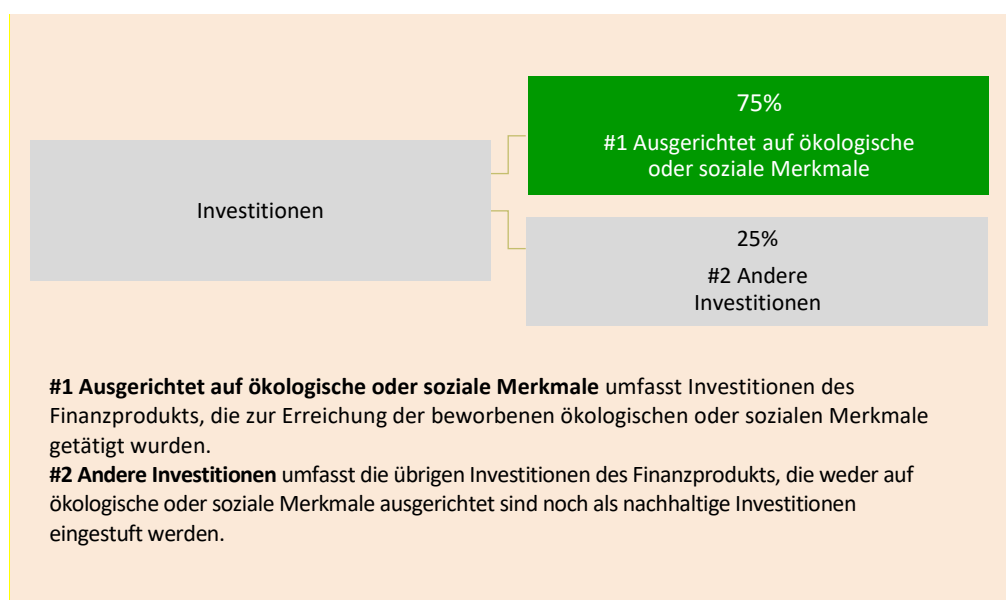 75%
#1 Ausgerichtet auf ökologische
oder soziale Merkmale
Investitionen
25%
#2 Andere
Investitionen
#1 Ausgerichtet auf ökologische oder soziale Merkmale umfasst Investitionen des
Finanzprodukts, die zur Erreichung der beworbenen ökologischen oder sozialen Merkmale
getätigt wurden.
#2 Andere Investitionen umfasst die übrigen Investitionen des Finanzprodukts, die weder auf
ökologische oder soziale Merkmale ausgerichtet sind noch als nachhaltige Investitionen
eingestuft werden.